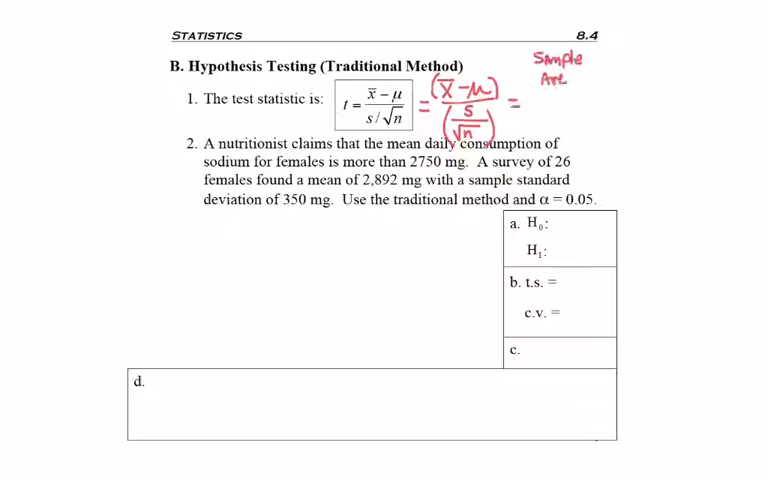 STATISTICS 8.4
B. Hypothesis Testing (Traditional Method)
Sample
Ave
1. The test statistic is: t = x̄ − μ / s/√n = (x̄ − μ) / (s/√n) =
2. A nutritionist claims that the mean daily consumption of
sodium for females is more than 2750 mg. A survey of 26
females found a mean of 2,892 mg with a sample standard
deviation of 350 mg. Use the traditional method and α = 0.05.
a. H₀:
H₁:
b. t.s. =
c.v. =
c.
d.